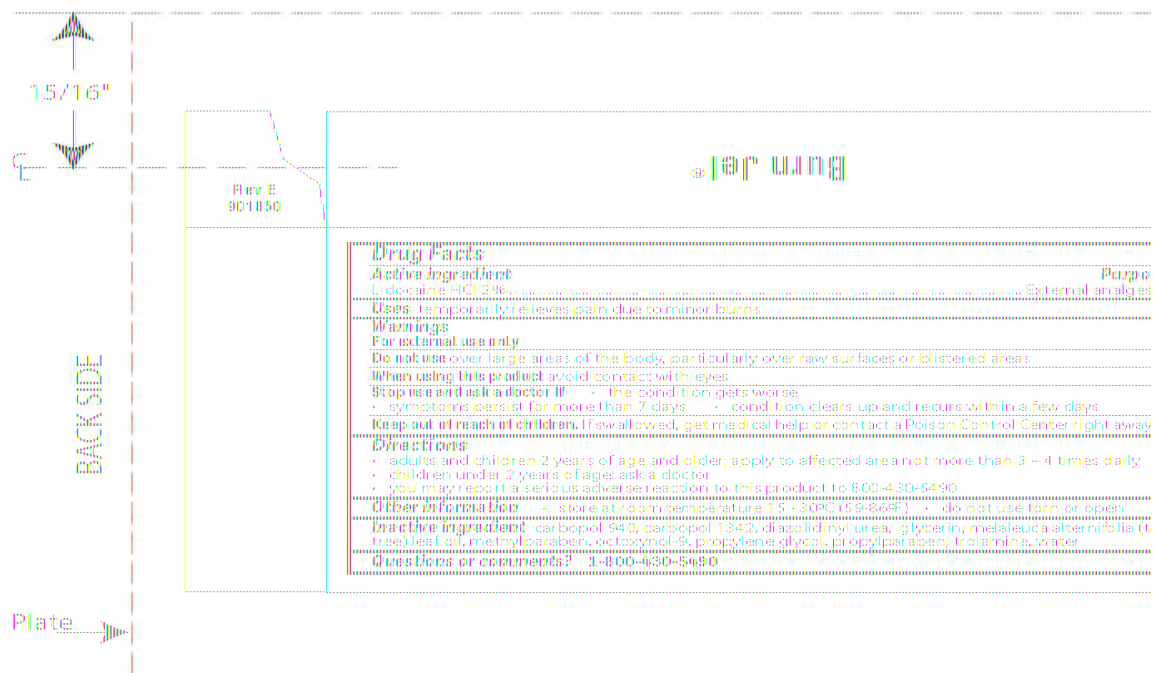 15/16"
℄
Burn Jel®
Rev E
901850
Drug Facts
Active ingredient Purpo
Lidocaine HCl 2% ........ External analges
Uses temporarily relieves pain due to minor burns
Warnings
For external use only
Do not use over large areas of the body, particularly over raw surfaces or blistered areas
When using this product avoid contact with eyes
Stop use and ask a doctor if • the condition gets worse
• symptoms persist for more than 7 days • condition clears up and recurs within a few days
Keep out of reach of children. If swallowed, get medical help or contact a Poison Control Center right away
Directions
• adults and children 2 years of age and older: apply to affected area not more than 3 - 4 times daily
• children under 2 years of age: ask a doctor
• you may report a serious adverse reaction to this product to 800-430-5490
Other information • store at room temperature 15 - 30ºC (59-86ºF) • do not use torn or open
Inactive ingredient carbopol 940, carbopol 1342, diazolidinyl urea, glycerin, melaleuca alternifolia (t
tree) leaf oil, methylparaben, octoxynol-9, propylene glycol, propylparaben, trolamine, water
Questions or comments? 1-800-430-5490
BACK SIDE
Plate